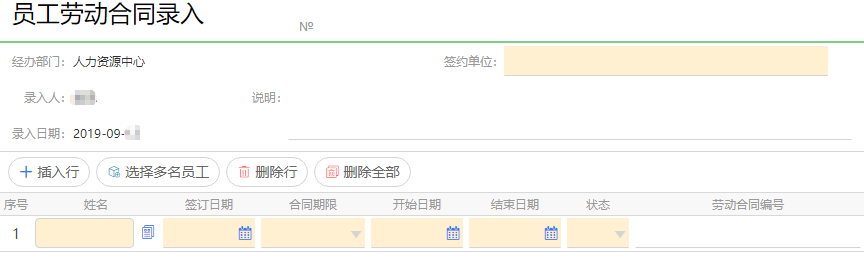 员工劳动合同录入
№
经办部门: 人力资源中心 签约单位:
录入人: 说明:
录入日期: 2019-09-
插入行 选择多名员工 删除行 删除全部
序号 姓名 签订日期 合同期限 开始日期 结束日期 状态 劳动合同编号
1